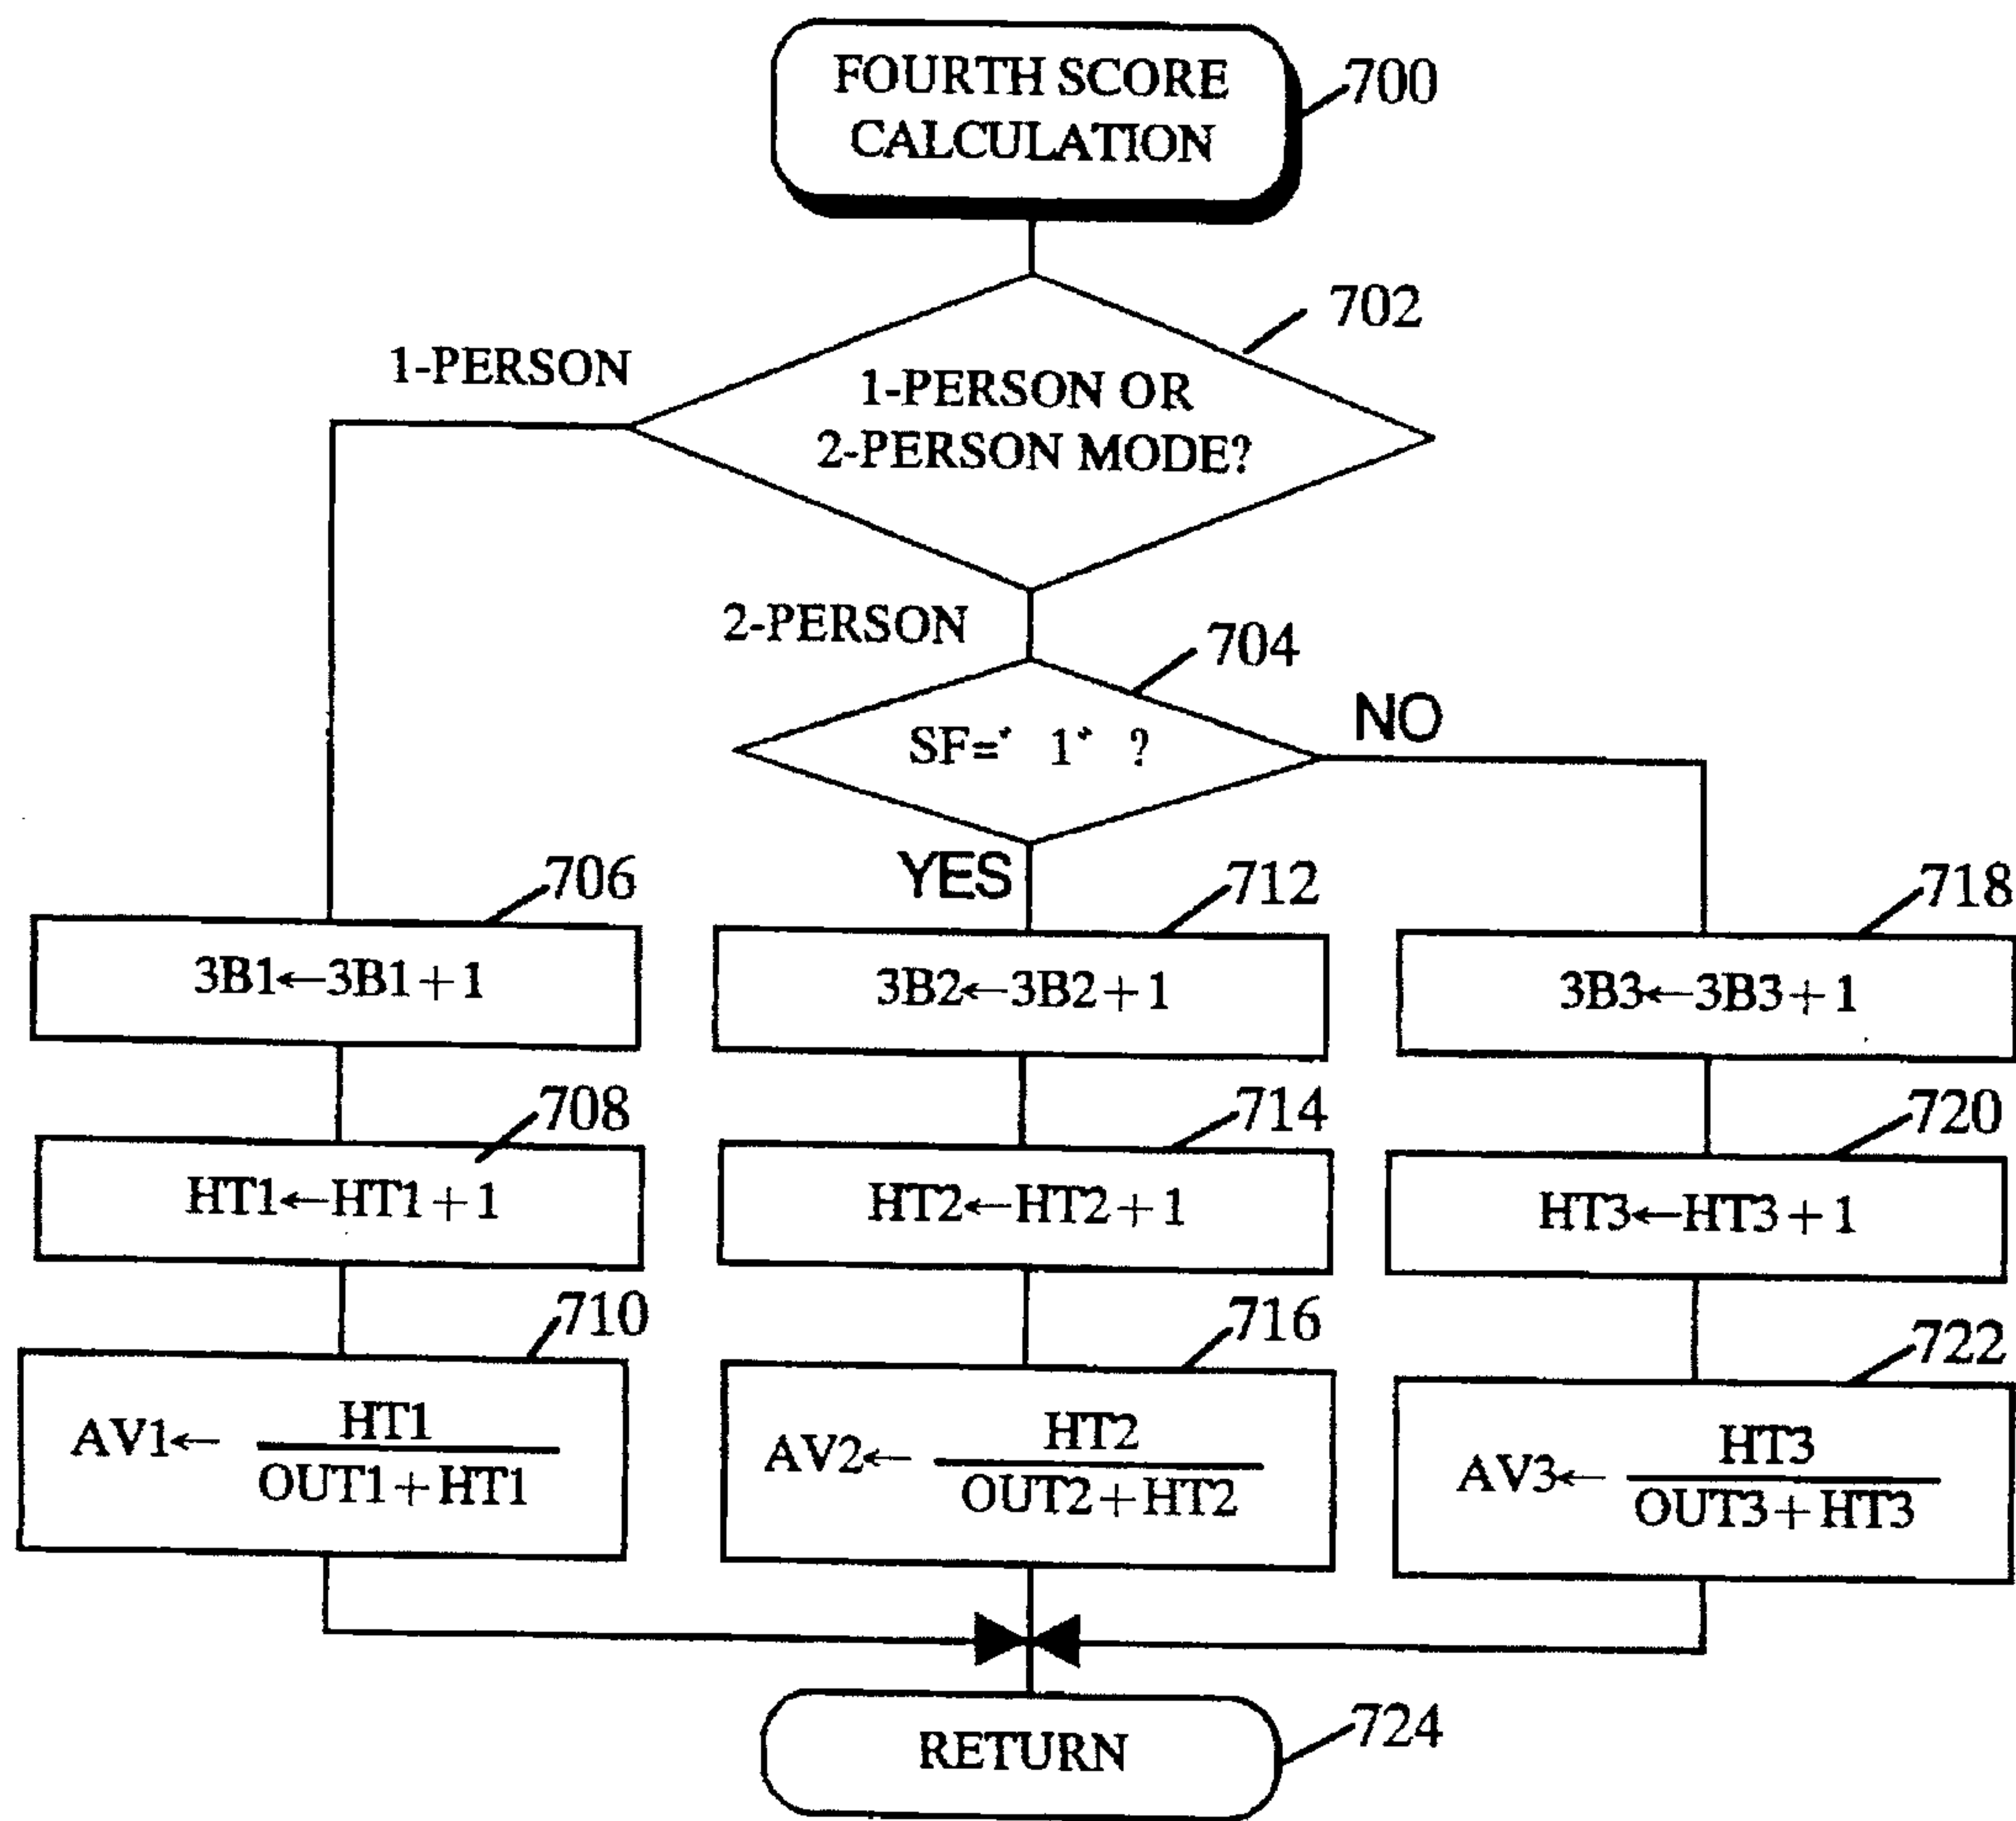 FOURTH SCORE
CALCULATION
700
702
1-PERSON
1-PERSON OR
2-PERSON MODE?
2-PERSON
704
SF=' 1' ?
NO
YES
706
3B1←3B1+1
712
3B2←3B2+1
718
3B3←3B3+1
708
HT1←HT1+1
714
HT2←HT2+1
720
HT3←HT3+1
710
AV1← HT1
OUT1+HT1
716
AV2← HT2
OUT2+HT2
722
AV3← HT3
OUT3+HT3
RETURN
724